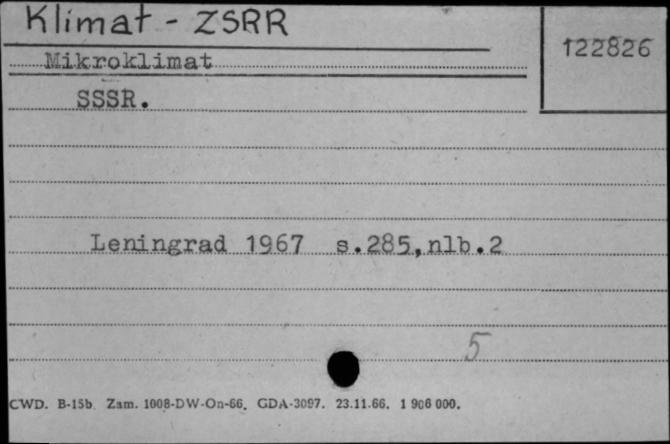 Klimat - ZSRR
122826
Mikroklimat
SSSR.
Leningrad 1967 s.285,nlb.2
5
CWD. B-15b. Zam. 1008-DW-On-66. GDA-3097. 23.11.66. 1 906 000.